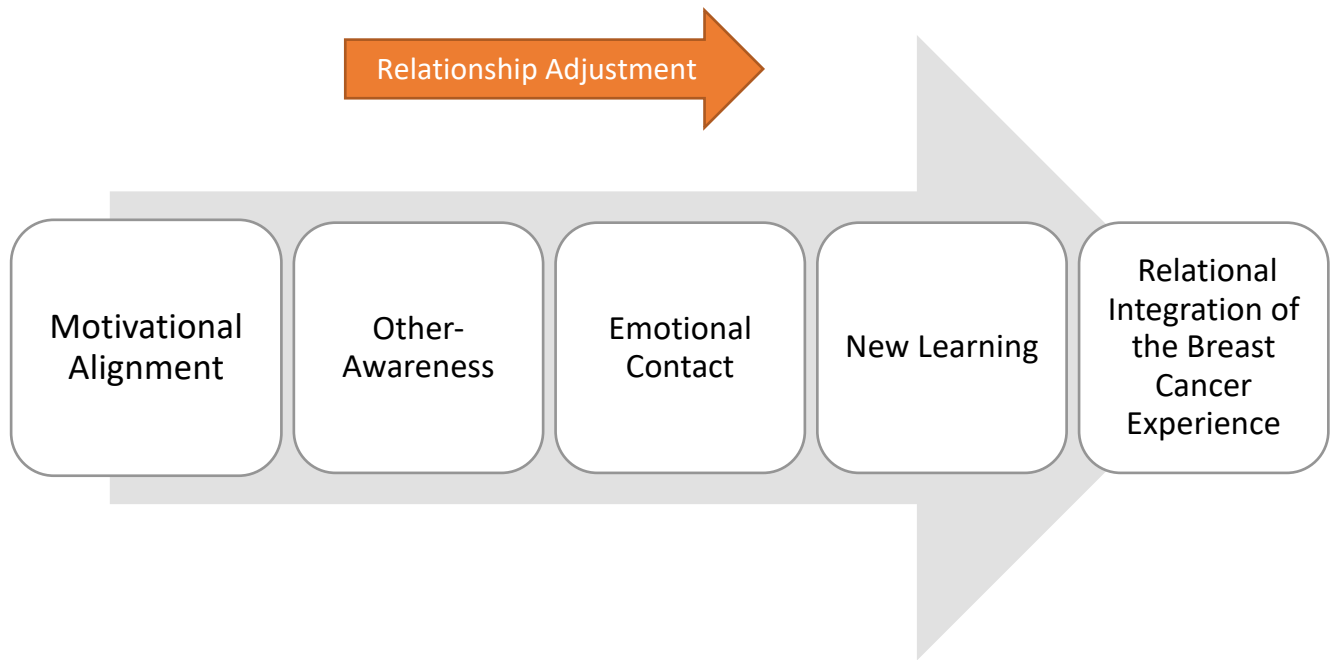 Relationship Adjustment
Motivational
Alignment
Other-
Awareness
Emotional
Contact
New Learning
Relational
Integration of
the Breast
Cancer
Experience